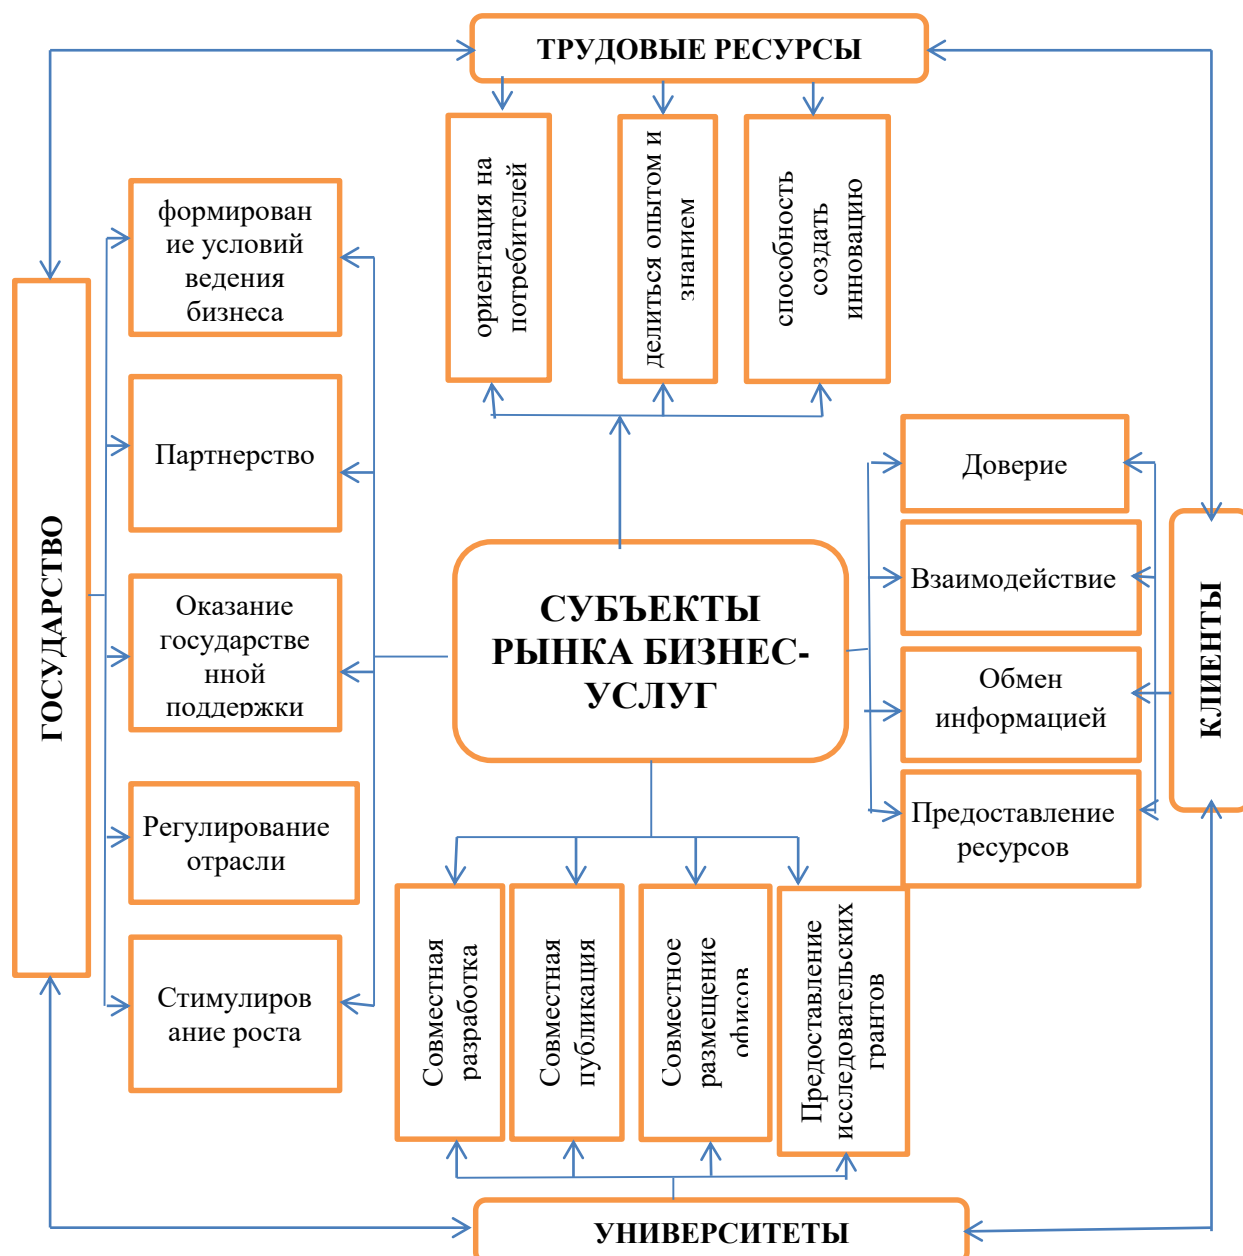 ТРУДОВЫЕ РЕСУРСЫ
ориентация на
потребителей
делиться опытом и
знанием
способность
создать
инновацию
формирован
ие условий
ведения
бизнеса
Партнерство
Оказание
государстве
нной
поддержки
Регулирование
отрасли
Стимулиров
ание роста
ГОСУДАРСТВО
СУБЪЕКТЫ
РЫНКА БИЗНЕС-
УСЛУГ
Доверие
Взаимодействие
Обмен
информацией
Предоставление
ресурсов
КЛИЕНТЫ
Совместная
разработка
Совместная
публикация
Совместное
размещение
офисов
Предоставление
исследовательских
грантов
УНИВЕРСИТЕТЫ